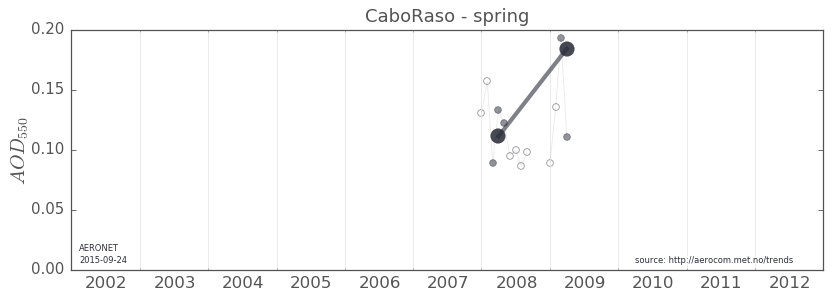 CaboRaso - spring
0.20
0.15
0.10
0.05
0.00
AOD550
AERONET
2015-09-24
source: http://aerocom.met.no/trends
2002 2003 2004 2005 2006 2007 2008 2009 2010 2011 2012